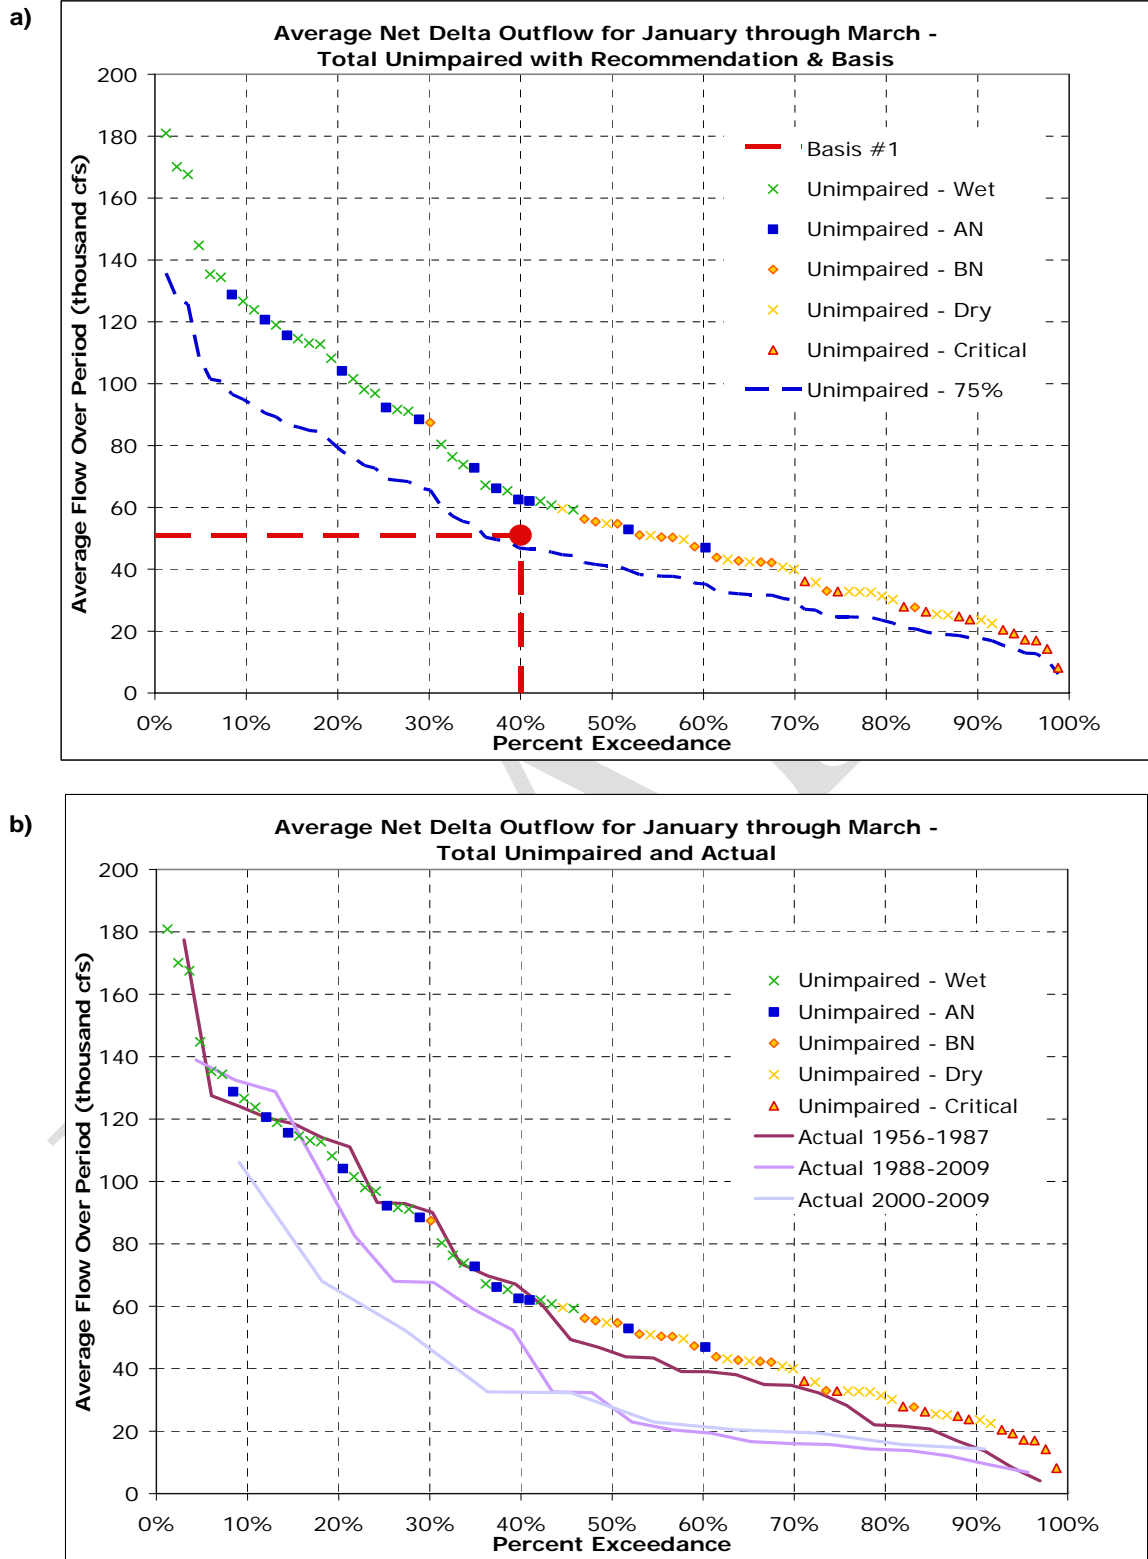 a)
Average Net Delta Outflow for January through March -
Total Unimpaired with Recommendation & Basis
Average Flow Over Period (thousand cfs)
200
180
160
140
120
100
80
60
40
20
0
Basis #1
Unimpaired - Wet
Unimpaired - AN
Unimpaired - BN
Unimpaired - Dry
Unimpaired - Critical
Unimpaired - 75%
0% 10% 20% 30% 40% 50% 60% 70% 80% 90% 100%
Percent Exceedance
b)
Average Net Delta Outflow for January through March -
Total Unimpaired and Actual
Average Flow Over Period (thousand cfs)
200
180
160
140
120
100
80
60
40
20
0
Unimpaired - Wet
Unimpaired - AN
Unimpaired - BN
Unimpaired - Dry
Unimpaired - Critical
Actual 1956-1987
Actual 1988-2009
Actual 2000-2009
0% 10% 20% 30% 40% 50% 60% 70% 80% 90% 100%
Percent Exceedance